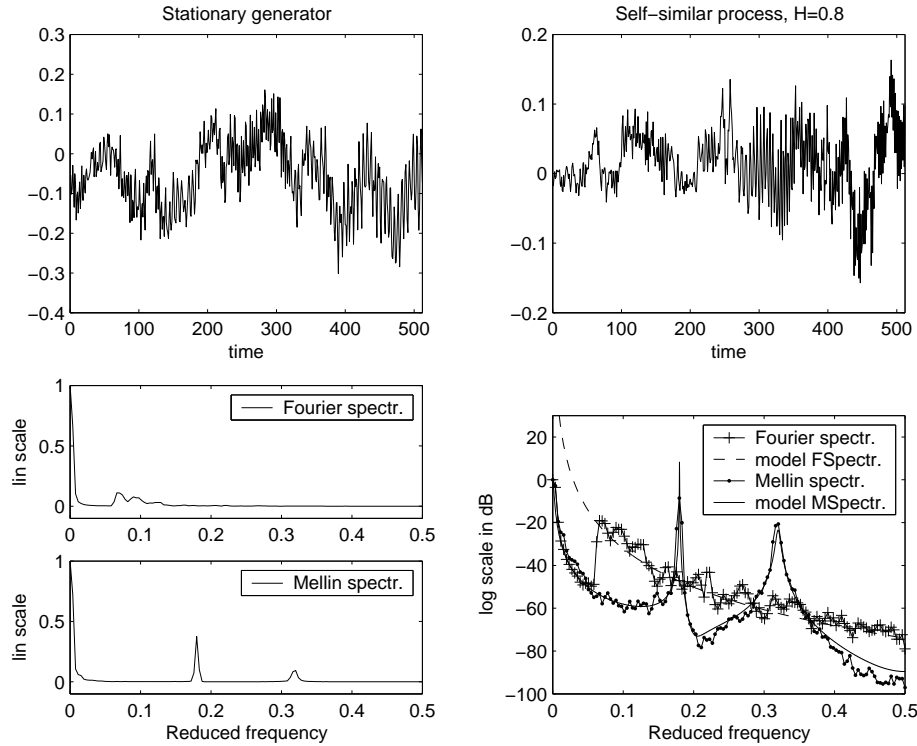 Stationary generator
0.3
0.2
0.1
0
−0.1
−0.2
−0.3
−0.4
0 100 200 300 400 500
time
Self−similar process, H=0.8
0.2
0.1
0
−0.1
−0.2
0 100 200 300 400 500
time
lin scale
1
0.5
0
Fourier spectr.
0 0.1 0.2 0.3 0.4 0.5
lin scale
1
0.5
0
Mellin spectr.
0 0.1 0.2 0.3 0.4 0.5
Reduced frequency
log scale in dB
20
0
−20
−40
−60
−80
−100
Fourier spectr.
model FSpectr.
Mellin spectr.
model MSpectr.
0 0.1 0.2 0.3 0.4 0.5
Reduced frequency